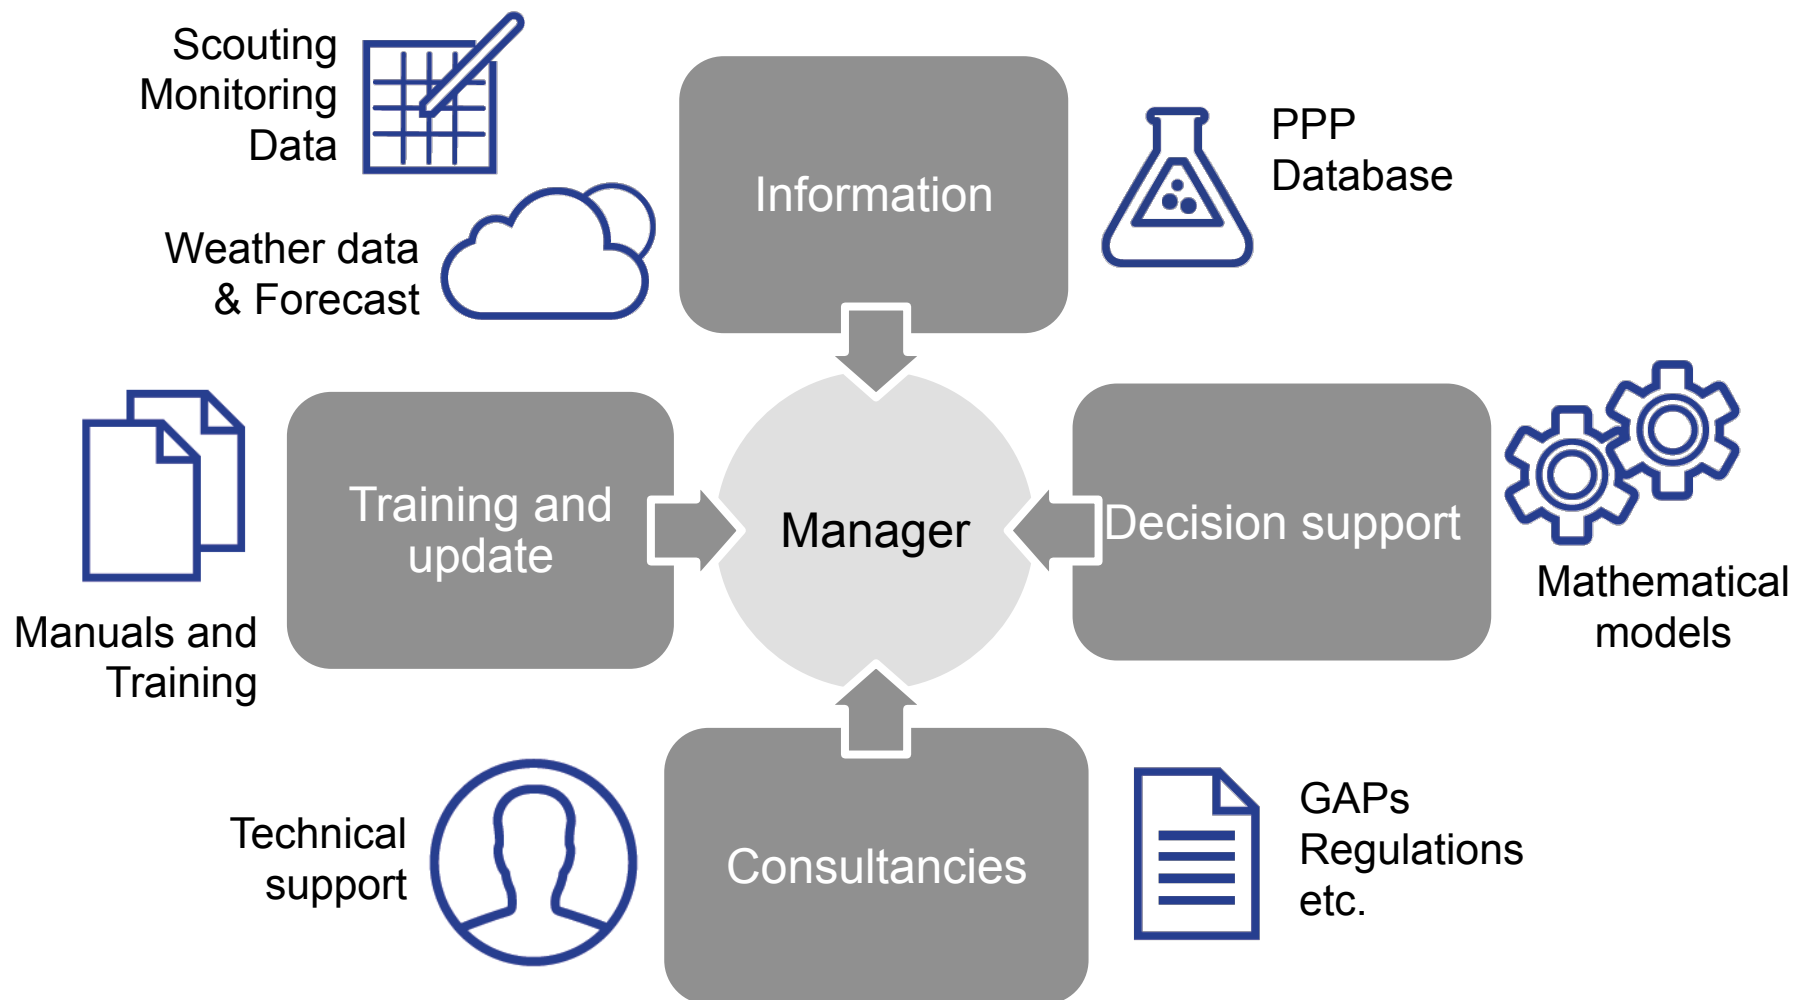 Scouting
Monitoring
Data
Information
PPP
Database
Weather data
& Forecast
Training and
update
Manager
Decision support
Manuals and
Training
Mathematical
models
Technical
support
Consultancies
GAPs
Regulations
etc.